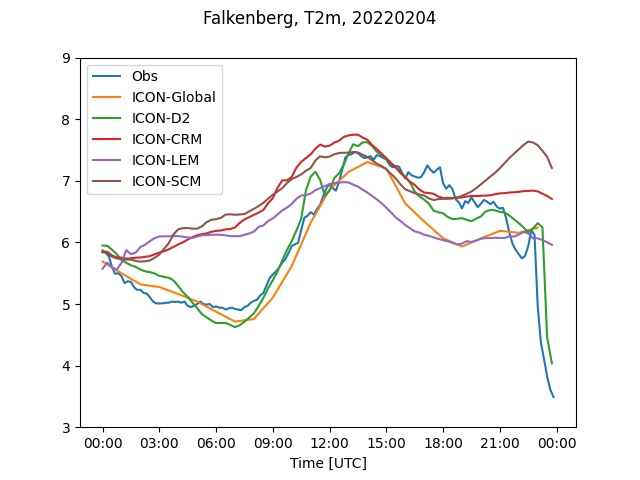 Falkenberg, T2m, 20220204
9
8
7
6
5
4
3
Obs
ICON-Global
ICON-D2
ICON-CRM
ICON-LEM
ICON-SCM
00:00 03:00 06:00 09:00 12:00 15:00 18:00 21:00 00:00
Time [UTC]